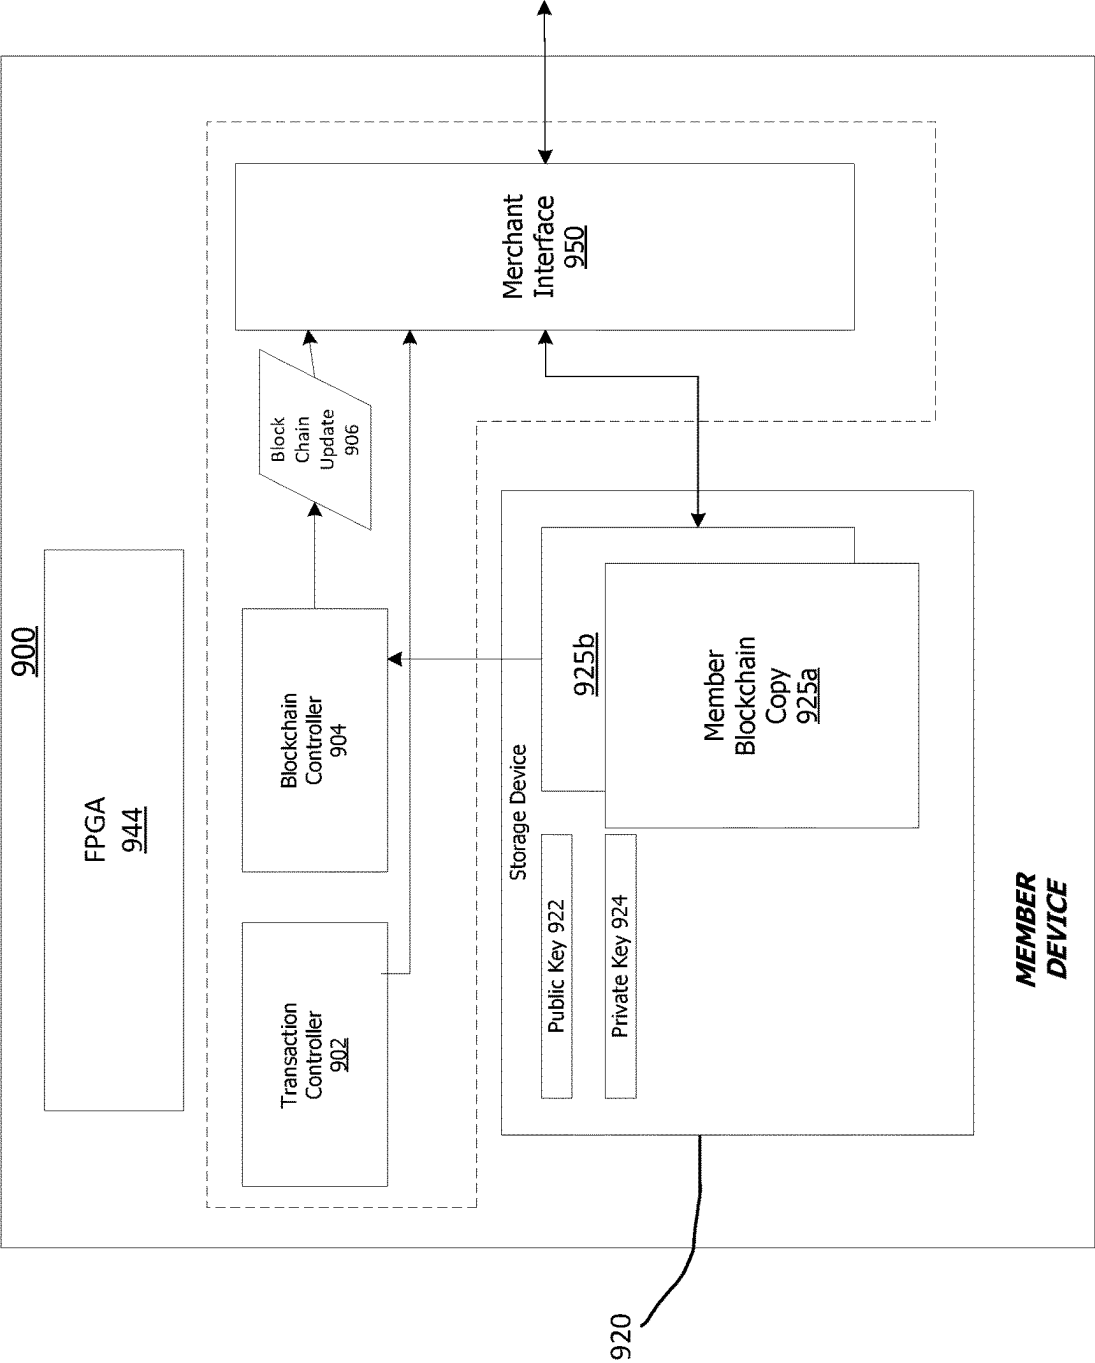 900
FPGA
944
Transaction
Controller
902
Blockchain
Controller
904
Block
Chain
Update
906
Merchant
Interface
950
Storage Device
Public Key 922
Private Key 924
925b
Member
Blockchain
Copy
925a
MEMBER
DEVICE
920